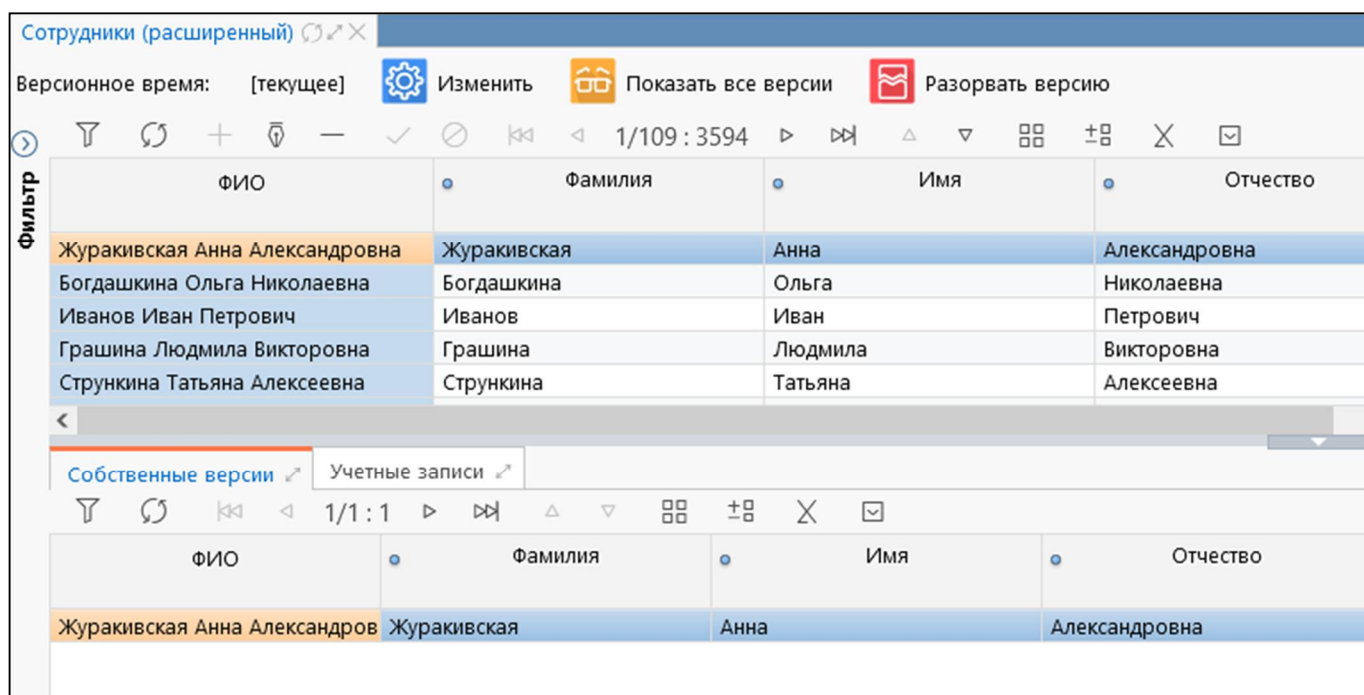 Сотрудники (расширенный)
Версионное время: [текущее] Изменить Показать все версии Разорвать версию
1/109 : 3594
Фильтр
ФИО Фамилия Имя Отчество
Журакивская Анна Александровна Журакивская Анна Александровна
Богдашкина Ольга Николаевна Богдашкина Ольга Николаевна
Иванов Иван Петрович Иванов Иван Петрович
Грашина Людмила Викторовна Грашина Людмила Викторовна
Стрункина Татьяна Алексеевна Стрункина Татьяна Алексеевна
Собственные версии Учетные записи
1/1 : 1
ФИО Фамилия Имя Отчество
Журакивская Анна Александров Журакивская Анна Александровна